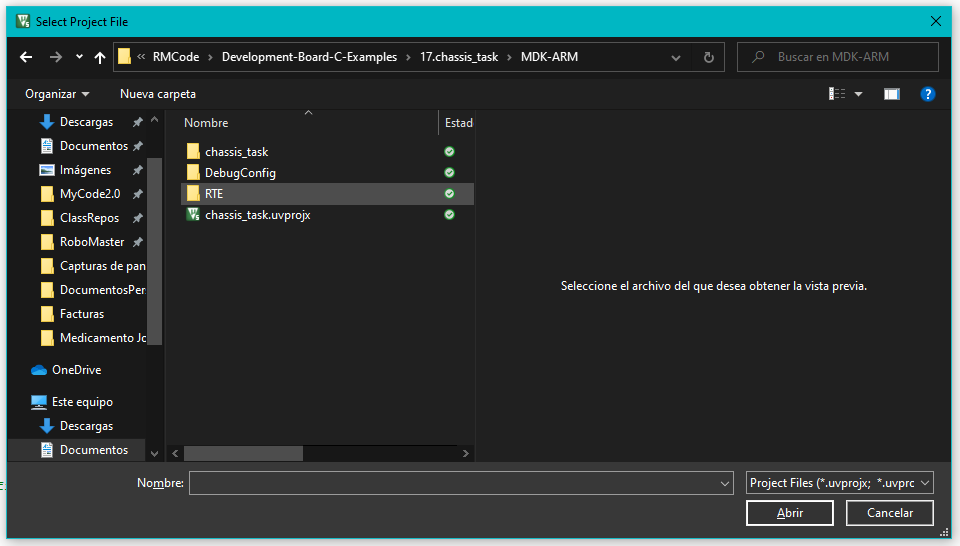 Select Project File
« RMCode > Development-Board-C-Examples > 17.chassis_task > MDK-ARM
Buscar en MDK-ARM
Organizar
Nueva carpeta
Descargas
Documentos
Imágenes
MyCode2.0
ClassRepos
RoboMaster
Capturas de pan
DocumentosPer
Facturas
Medicamento Jc
OneDrive
Este equipo
Descargas
Documentos
Nombre
Estad
chassis_task
DebugConfig
RTE
chassis_task.uvprojx
Seleccione el archivo del que desea obtener la vista previa.
Nombre:
Project Files (*.uvprojx; *.uvprc
Abrir
Cancelar